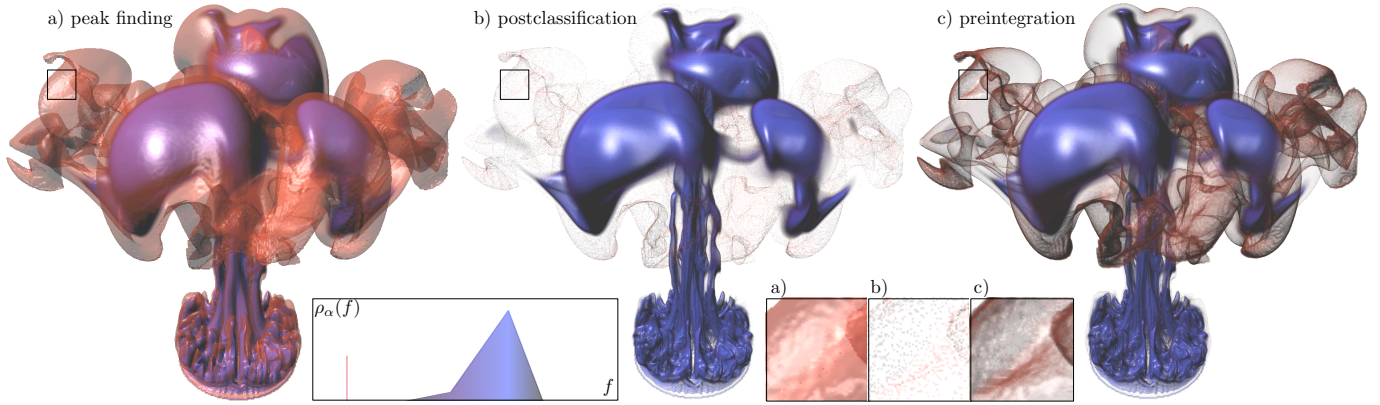 a) peak finding
b) postclassification
c) preintegration
a) b) c)
ρα(f)
f